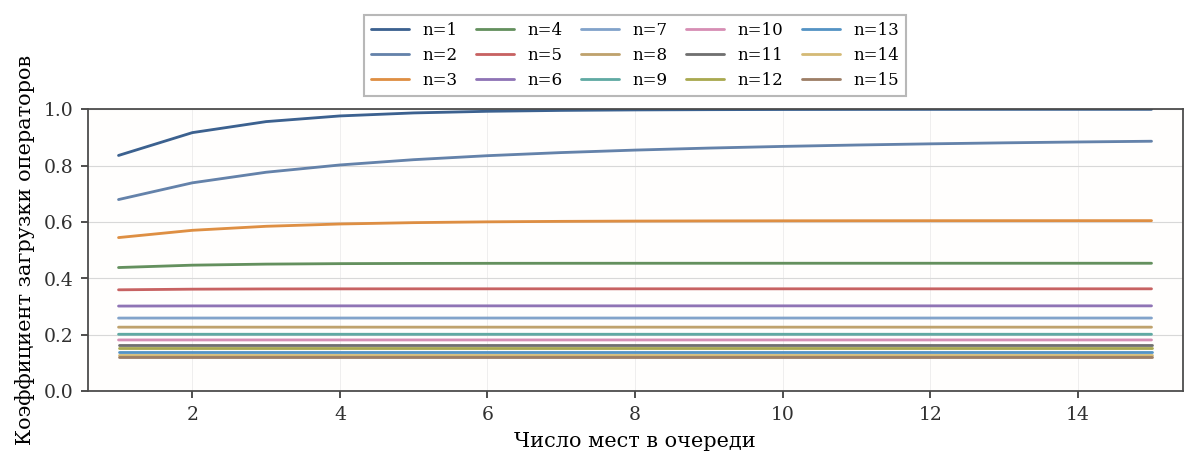 n=1 n=4 n=7 n=10 n=13
n=2 n=5 n=8 n=11 n=14
n=3 n=6 n=9 n=12 n=15
Коэффициент загрузки операторов
1.0
0.8
0.6
0.4
0.2
0.0
2 4 6 8 10 12 14
Число мест в очереди